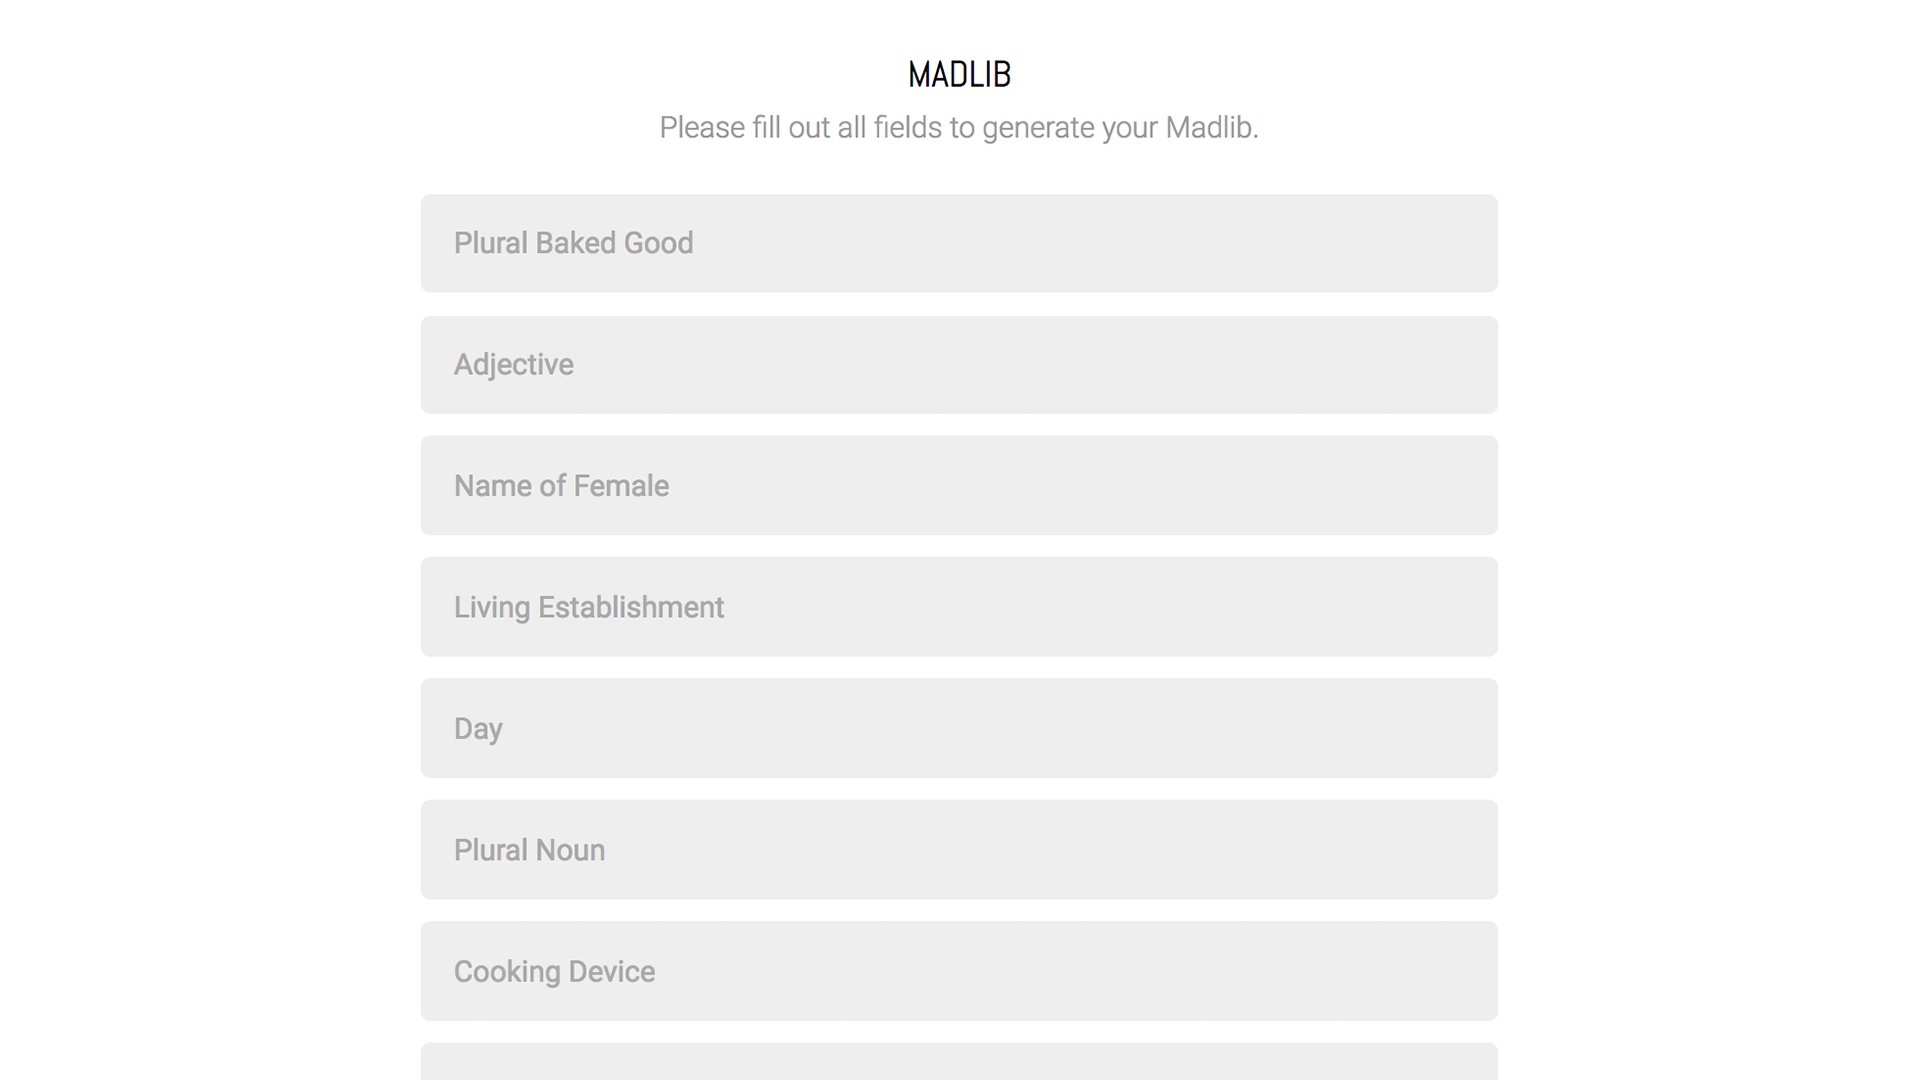 MADLIB
Please fill out all fields to generate your Madlib.
Plural Baked Good
Adjective
Name of Female
Living Establishment
Day
Plural Noun
Cooking Device